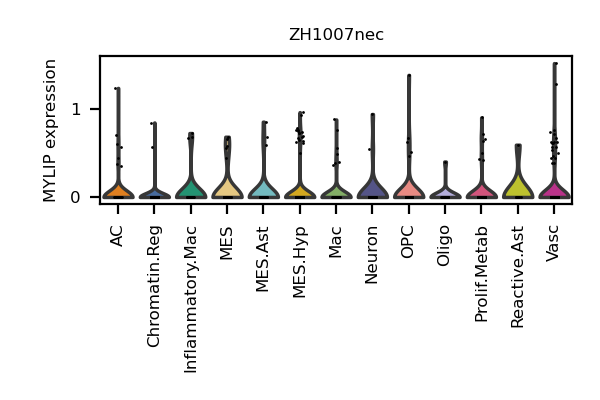 ZH1007nec
MYLIP expression
1
0
AC
Chromatin.Reg
Inflammatory.Mac
MES
MES.Ast
MES.Hyp
Mac
Neuron
OPC
Oligo
Prolif.Metab
Reactive.Ast
Vasc